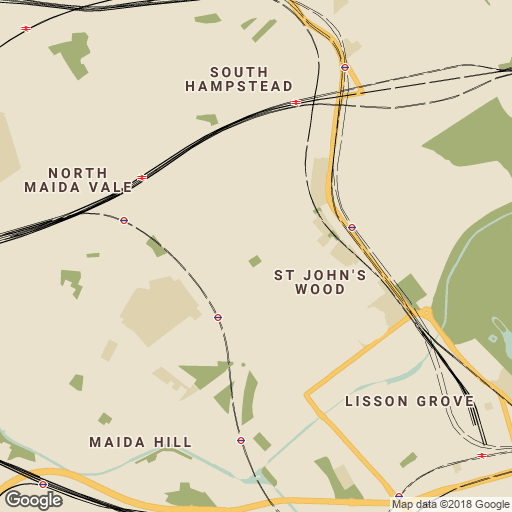 SOUTH
HAMPSTEAD
NORTH
MAIDA VALE
ST JOHN'S
WOOD
LISSON GROVE
MAIDA HILL
Google
Map data ©2018 Google